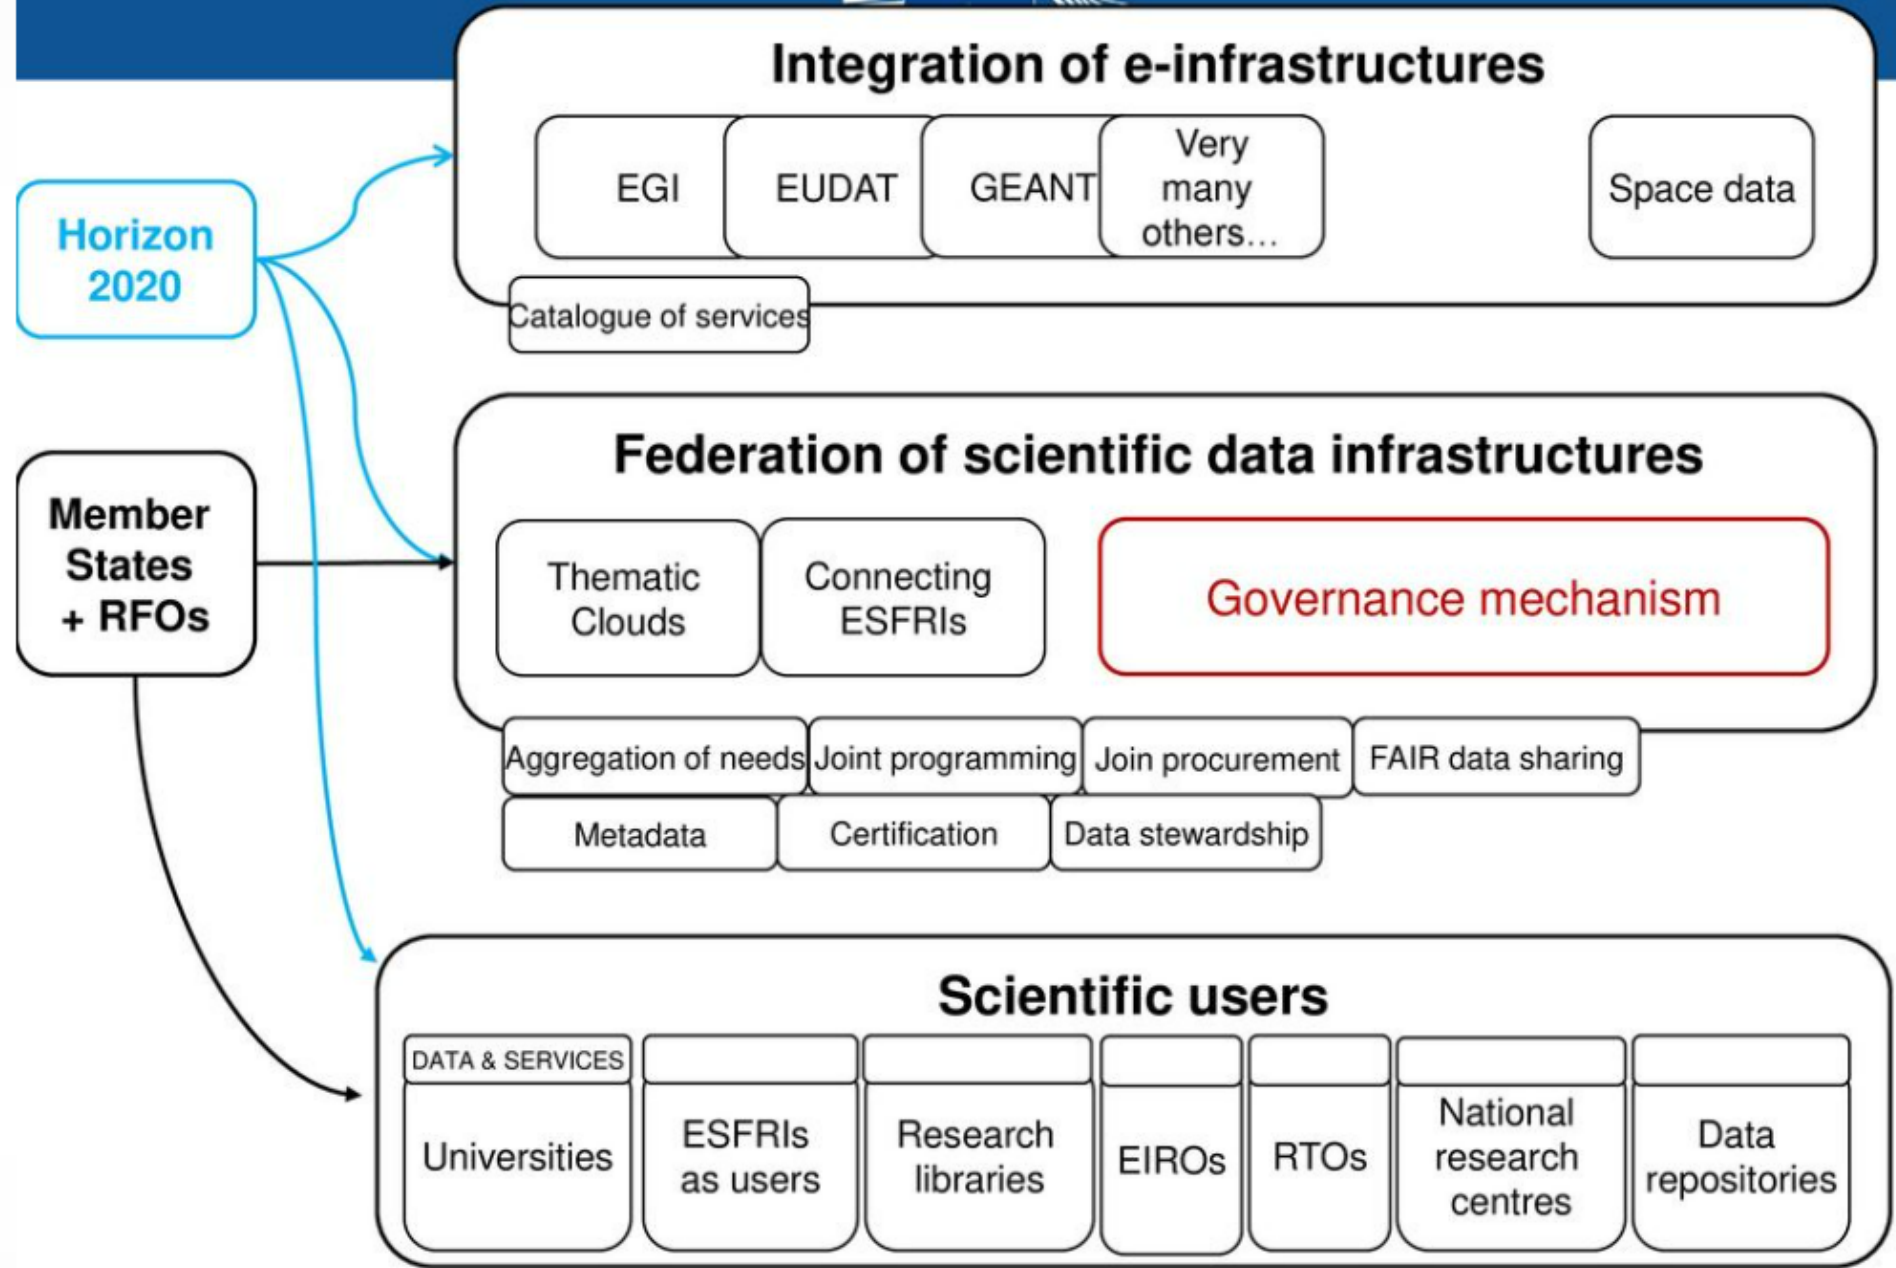 Integration of e-infrastructures
EGI
EUDAT
GEANT
Very
many
others...
Space data
Catalogue of services
Horizon
2020
Federation of scientific data infrastructures
Member
States
+ RFOs
Thematic
Clouds
Connecting
ESFRIs
Governance mechanism
Aggregation of needs
Joint programming
Join procurement
FAIR data sharing
Metadata
Certification
Data stewardship
Scientific users
DATA & SERVICES
Universities
ESFRIs
as users
Research
libraries
EIROs
RTOs
National
research
centres
Data
repositories